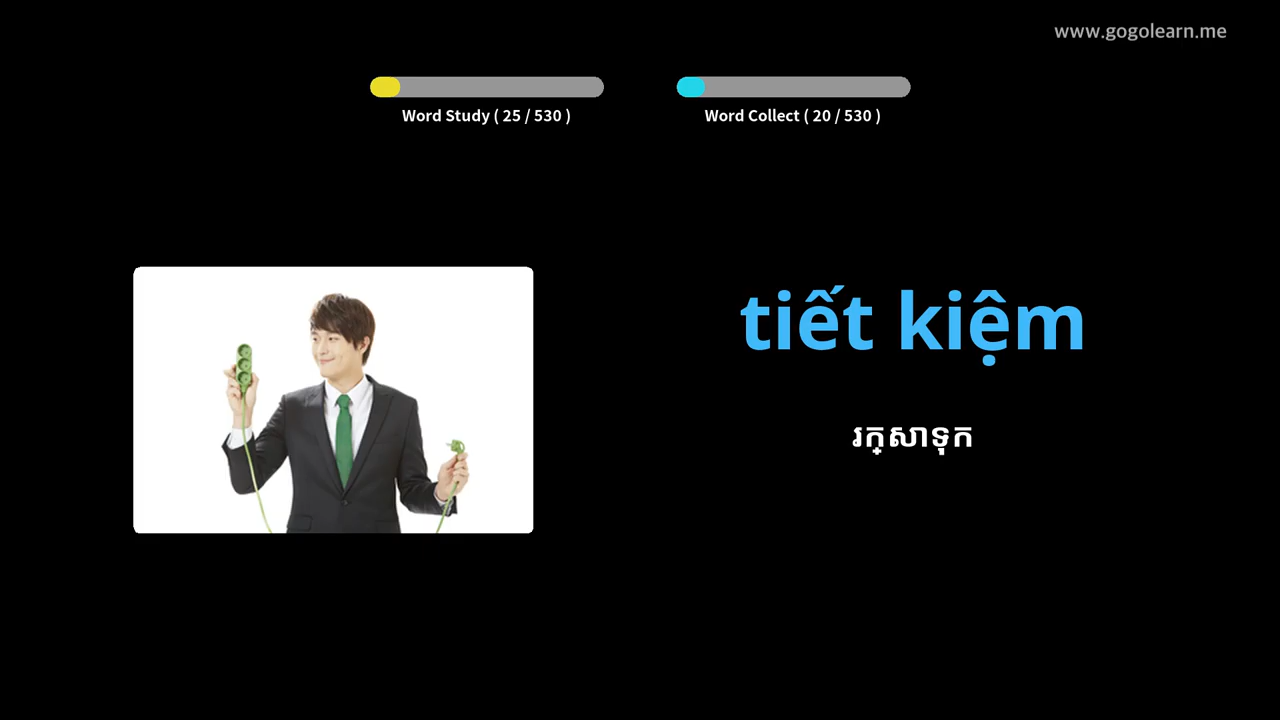 www.gogolearn.me
Word Study ( 25 / 530 )
Word Collect ( 20 / 530 )
tiết kiệm
រក្សាទុក